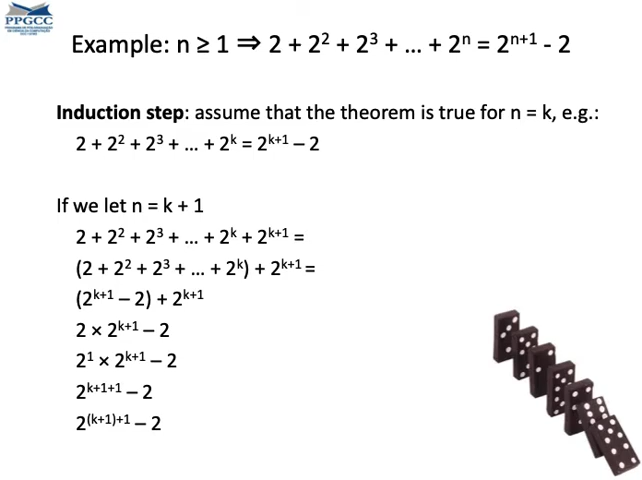 PPGCC
Example: n ≥ 1 ⇒ 2 + 2² + 2³ + ... + 2ⁿ = 2ⁿ⁺¹ - 2
Induction step: assume that the theorem is true for n = k, e.g.:
2 + 2² + 2³ + ... + 2ᵏ = 2ᵏ⁺¹ – 2
If we let n = k + 1
2 + 2² + 2³ + ... + 2ᵏ + 2ᵏ⁺¹ =
(2 + 2² + 2³ + ... + 2ᵏ) + 2ᵏ⁺¹ =
(2ᵏ⁺¹ – 2) + 2ᵏ⁺¹
2 × 2ᵏ⁺¹ – 2
2¹ × 2ᵏ⁺¹ – 2
2ᵏ⁺¹⁺¹ – 2
2⁽ᵏ⁺¹⁾⁺¹ – 2